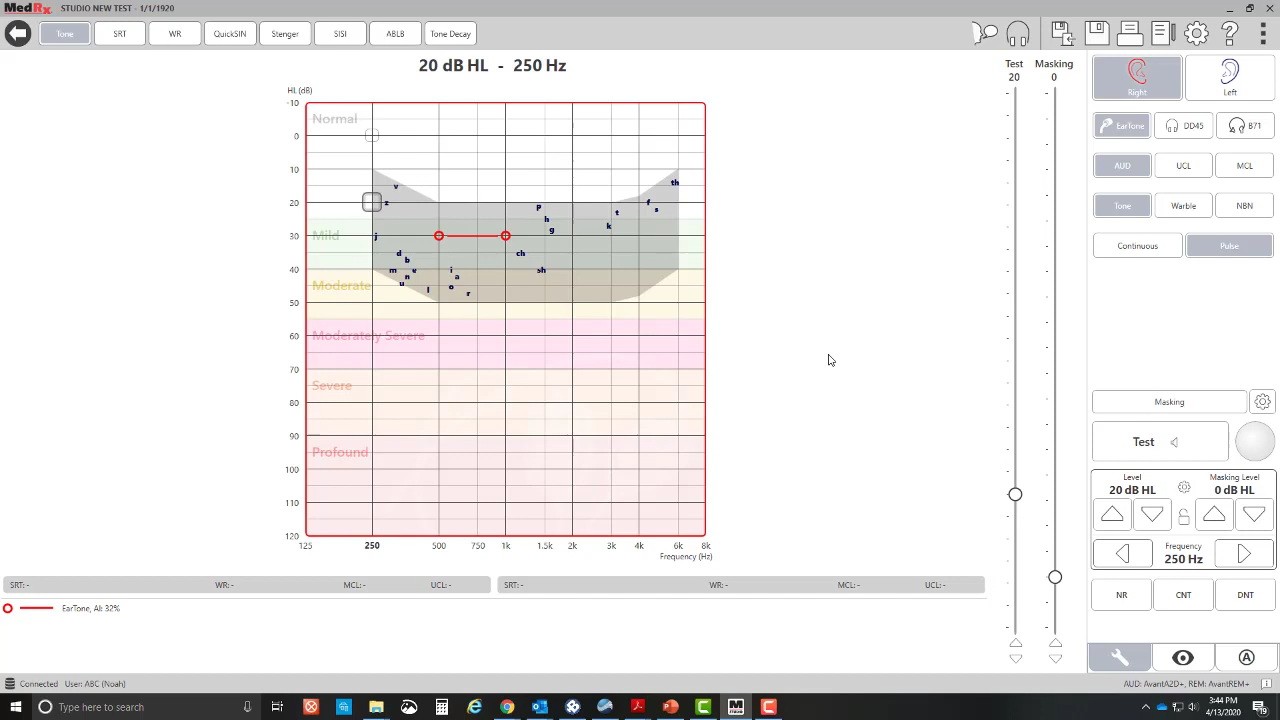 MedRx STUDIO NEW TEST - 1/1/1920
Tone SRT WR QuickSIN Stenger SISI ABLB Tone Decay
20 dB HL - 250 Hz
Test Masking
20 0
Right Left
EarTone DD45 B71
AUD UCL MCL
Tone Warble NBN
Continuous Pulse
HL (dB)
-10
Normal
0
10
th
v
20 z p f s
t
h
k
g
Mild
30 j
d ch
b
40 m e i sh
n a
u o
Moderate
l r
50
60 Moderately Severe
70
Severe
80
90
Profound
100
110
120
125 250 500 750 1k 1.5k 2k 3k 4k 6k 8k
Frequency (Hz)
Masking
Test
Level Masking Level
20 dB HL 0 dB HL
Frequency
250 Hz
NR CNT DNT
SRT: - WR: - MCL: - UCL: - SRT: - WR: - MCL: - UCL: -
EarTone, AI: 32%
A
Connected User: ABC (Noah) AUD: AvantA2D+, REM: AvantREM+
Type here to search
3:44 PM
4/13/2020